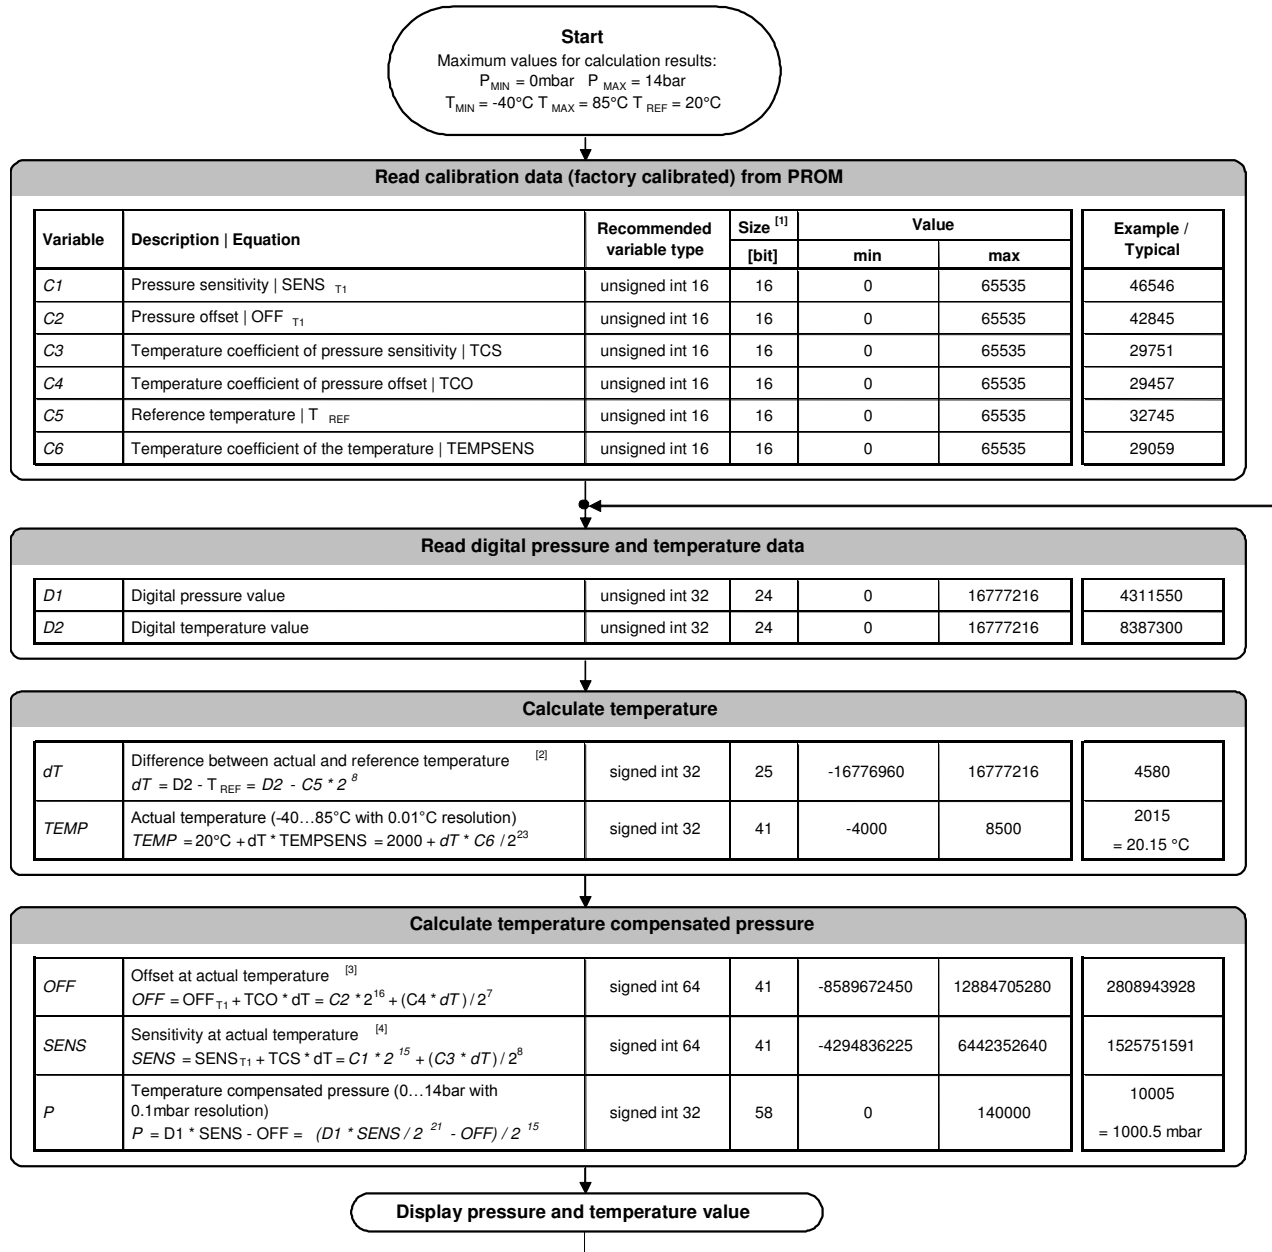 Start
Maximum values for calculation results:
P MIN = 0mbar P MAX = 14bar
T MIN = -40°C T MAX = 85°C T REF = 20°C
Read calibration data (factory calibrated) from PROM
Variable Description | Equation Recommended variable type Size [1] [bit] Value min max Example / Typical
C1 Pressure sensitivity | SENS T1 unsigned int 16 16 0 65535 46546
C2 Pressure offset | OFF T1 unsigned int 16 16 0 65535 42845
C3 Temperature coefficient of pressure sensitivity | TCS unsigned int 16 16 0 65535 29751
C4 Temperature coefficient of pressure offset | TCO unsigned int 16 16 0 65535 29457
C5 Reference temperature | T REF unsigned int 16 16 0 65535 32745
C6 Temperature coefficient of the temperature | TEMPSENS unsigned int 16 16 0 65535 29059
Read digital pressure and temperature data
D1 Digital pressure value unsigned int 32 24 0 16777216 4311550
D2 Digital temperature value unsigned int 32 24 0 16777216 8387300
Calculate temperature
dT Difference between actual and reference temperature [2]
dT = D2 - T REF = D2 - C5 * 2^8 signed int 32 25 -16776960 16777216 4580
TEMP Actual temperature (-40…85°C with 0.01°C resolution)
TEMP = 20°C + dT * TEMPSENS = 2000 + dT * C6 / 2^23 signed int 32 41 -4000 8500 2015
= 20.15 °C
Calculate temperature compensated pressure
OFF Offset at actual temperature [3]
OFF = OFF T1 + TCO * dT = C2 * 2^16 + (C4 * dT ) / 2^7 signed int 64 41 -8589672450 12884705280 2808943928
SENS Sensitivity at actual temperature [4]
SENS = SENS T1 + TCS * dT = C1 * 2^15 + (C3 * dT ) / 2^8 signed int 64 41 -4294836225 6442352640 1525751591
P Temperature compensated pressure (0…14bar with
0.1mbar resolution)
P = D1 * SENS - OFF = (D1 * SENS / 2^21 - OFF) / 2^15 signed int 32 58 0 140000 10005
= 1000.5 mbar
Display pressure and temperature value